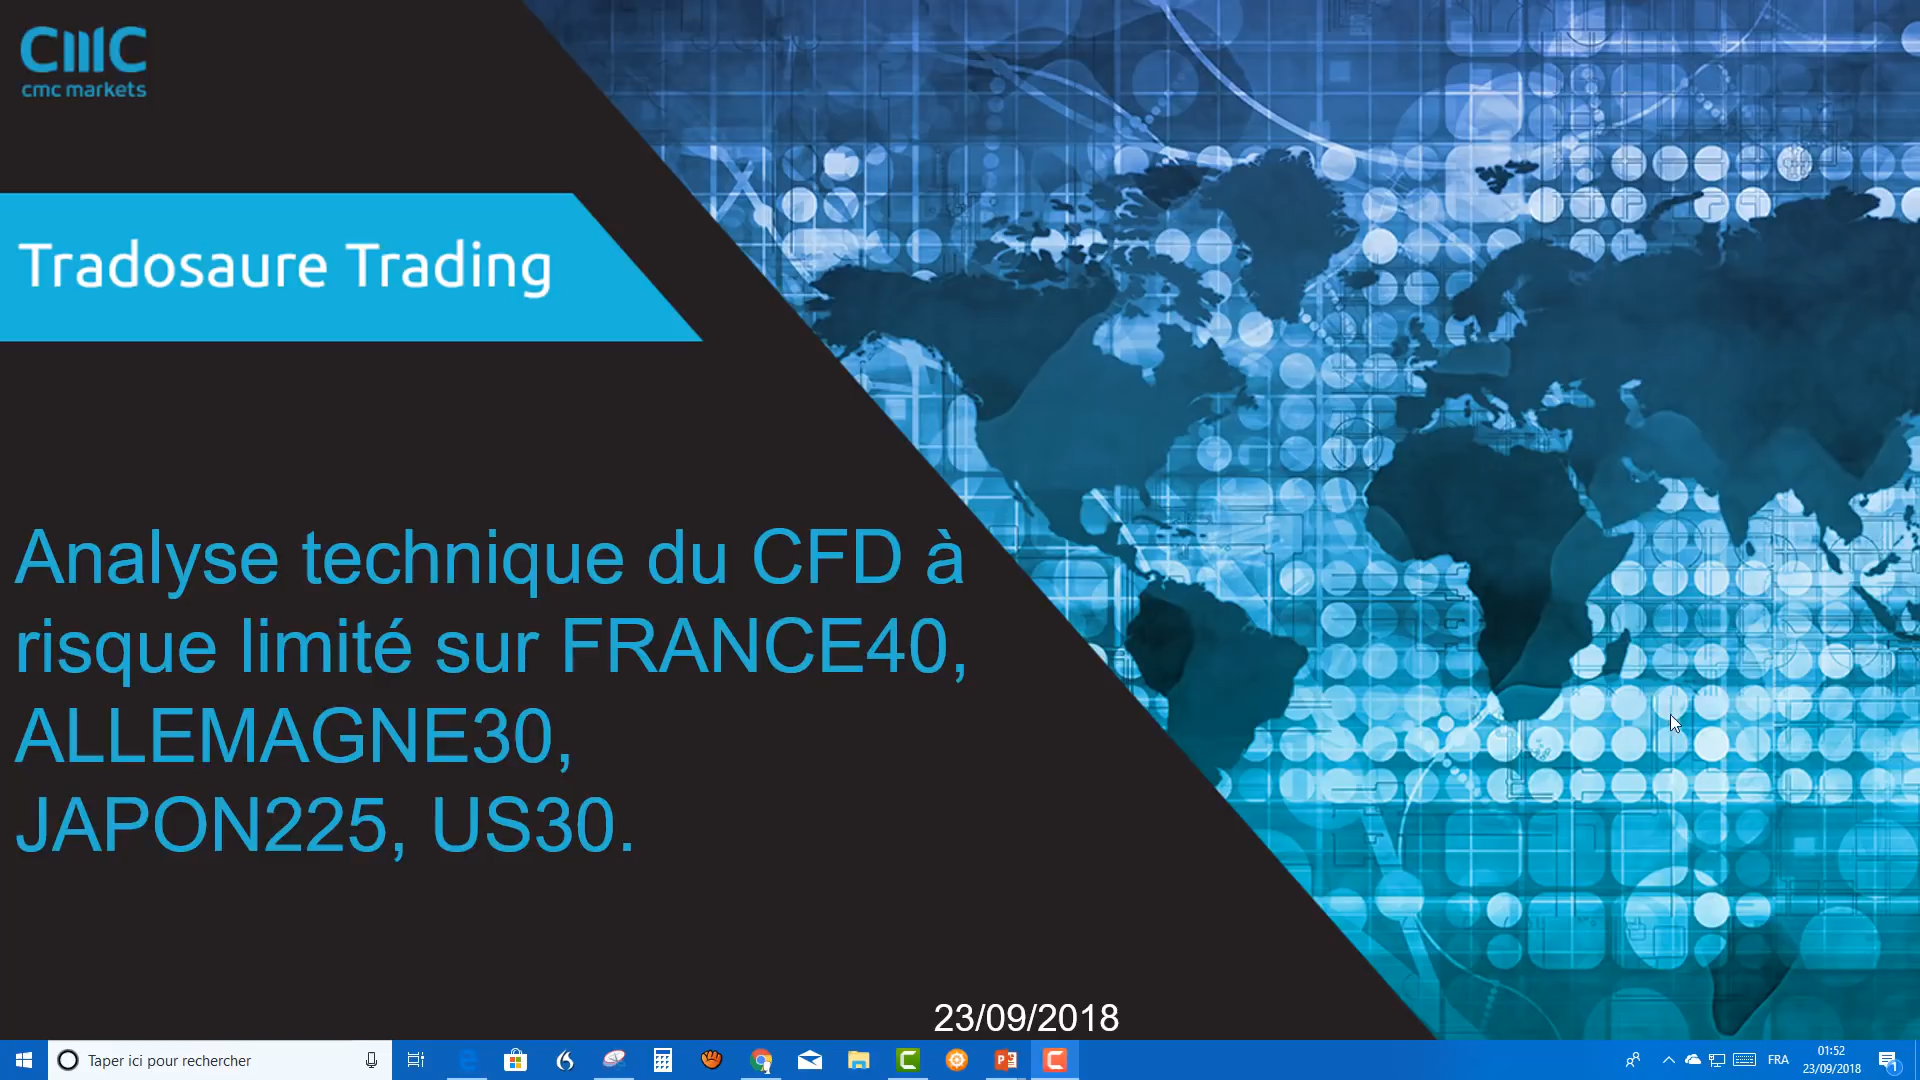 CMC
cmc markets
Tradosaure Trading
Analyse technique du CFD à
risque limité sur FRANCE40,
ALLEMAGNE30,
JAPON225, US30.
23/09/2018
Taper ici pour rechercher
FRA
01:52
23/09/2018
1